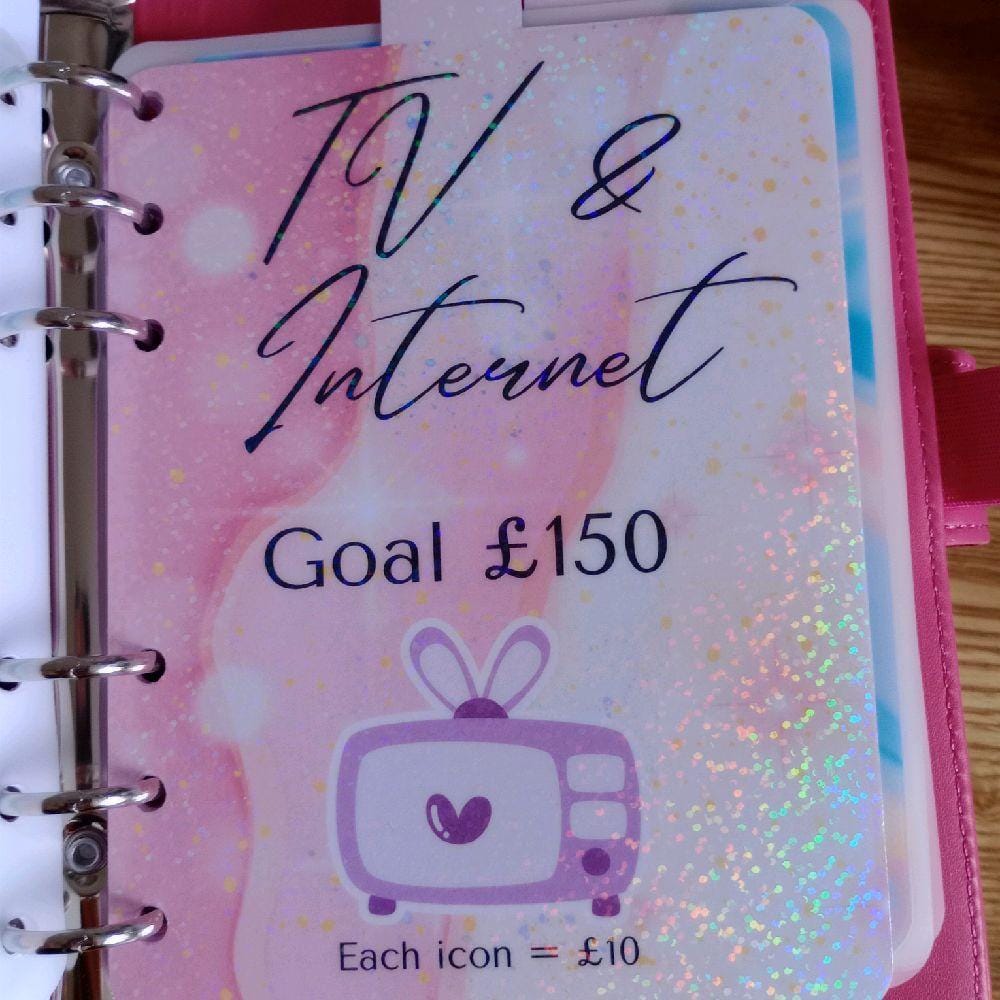 TV &
Internet
Goal £150
Each icon = £10